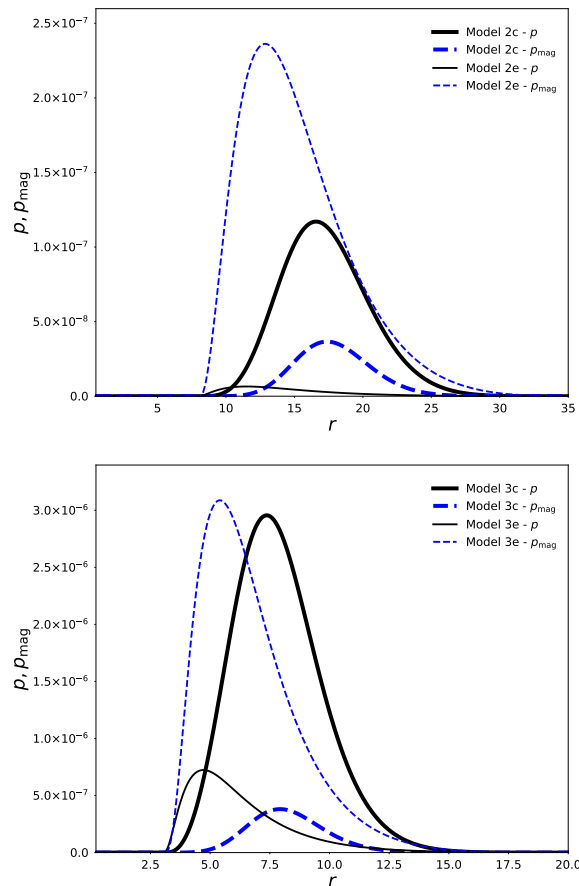 2.5×10⁻⁷
2.0×10⁻⁷
1.5×10⁻⁷
1.0×10⁻⁷
5.0×10⁻⁸
0.0
p, p_mag
Model 2c - p
Model 2c - p_mag
Model 2e - p
Model 2e - p_mag
5 10 15 20 25 30 35
r
3.0×10⁻⁶
2.5×10⁻⁶
2.0×10⁻⁶
1.5×10⁻⁶
1.0×10⁻⁶
5.0×10⁻⁷
0.0
p, p_mag
Model 3c - p
Model 3c - p_mag
Model 3e - p
Model 3e - p_mag
2.5 5.0 7.5 10.0 12.5 15.0 17.5 20.0
r